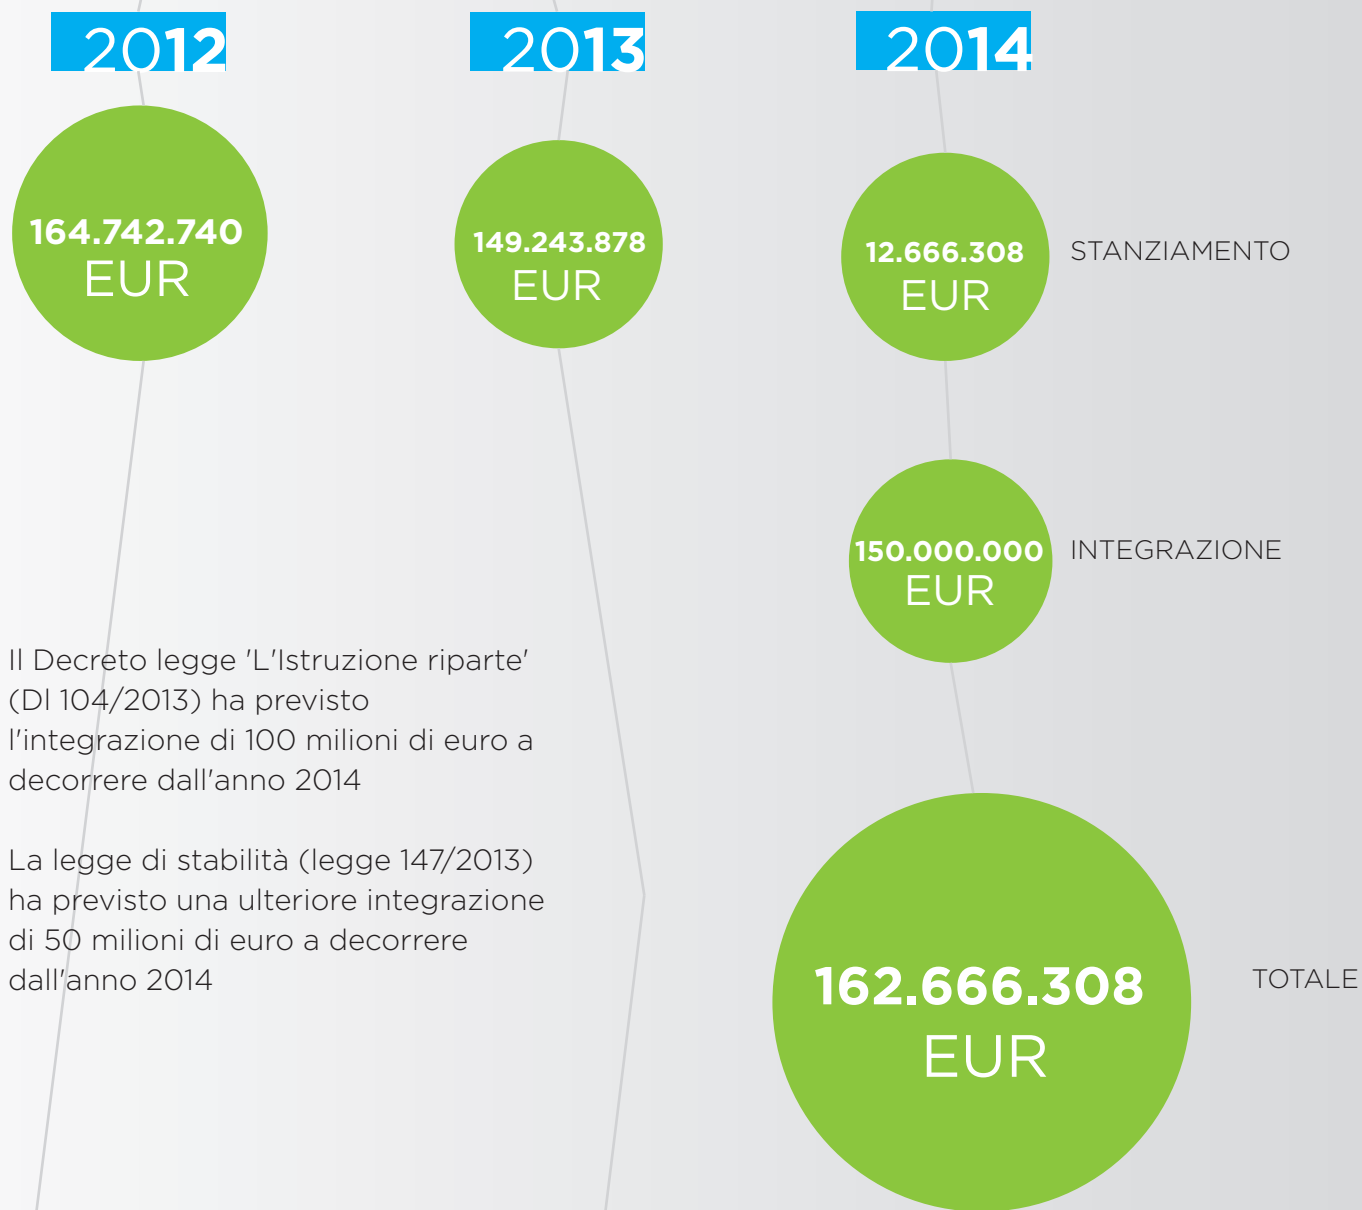 2012
2013
2014
164.742.740
EUR
149.243.878
EUR
12.666.308
EUR
STANZIAMENTO
150.000.000
EUR
INTEGRAZIONE
Il Decreto legge 'L'Istruzione riparte'
(Dl 104/2013) ha previsto
l'integrazione di 100 milioni di euro a
decorrere dall'anno 2014
La legge di stabilità (legge 147/2013)
ha previsto una ulteriore integrazione
di 50 milioni di euro a decorrere
dall'anno 2014
162.666.308
EUR
TOTALE